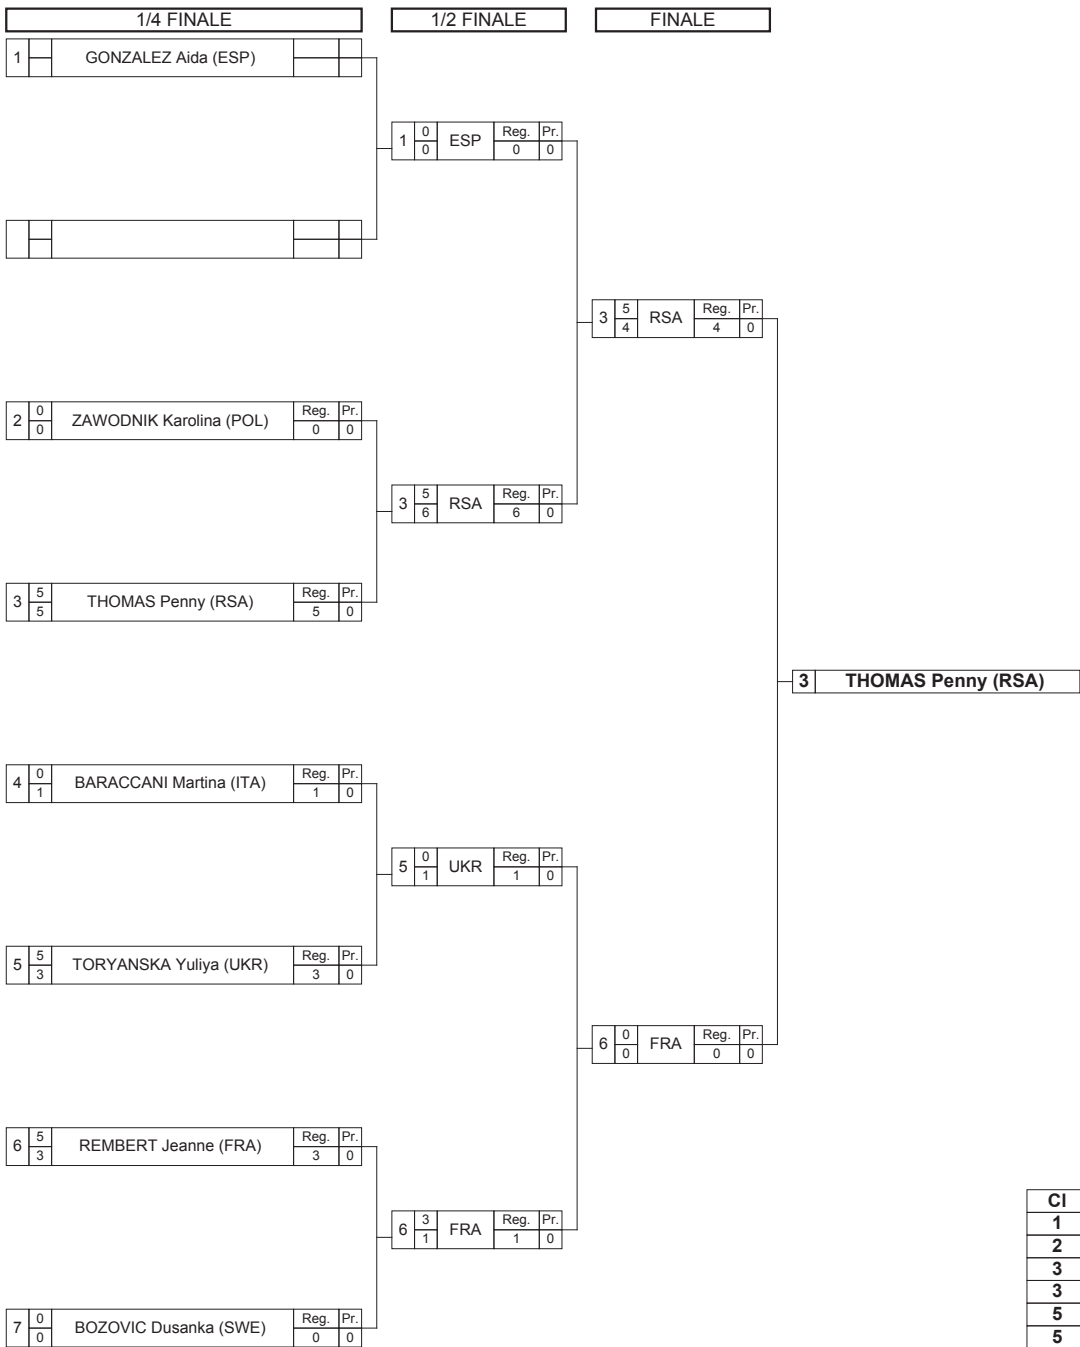 1/4 FINALE 1/2 FINALE FINALE
1 GONZALEZ Aida (ESP)
1 0 0 ESP Reg. Pr. 0 0
3 5 4 RSA Reg. Pr. 4 0
2 0 0 ZAWODNIK Karolina (POL) Reg. Pr. 0 0
3 5 6 RSA Reg. Pr. 6 0
3 5 5 THOMAS Penny (RSA) Reg. Pr. 5 0
3 THOMAS Penny (RSA)
4 0 1 BARACCANI Martina (ITA) Reg. Pr. 1 0
5 0 1 UKR Reg. Pr. 1 0
5 5 3 TORYANSKA Yuliya (UKR) Reg. Pr. 3 0
6 0 0 FRA Reg. Pr. 0 0
6 5 3 REMBERT Jeanne (FRA) Reg. Pr. 3 0
6 3 1 FRA Reg. Pr. 1 0
7 0 0 BOZOVIC Dusanka (SWE) Reg. Pr. 0 0
Cl
1
2
3
3
5
5